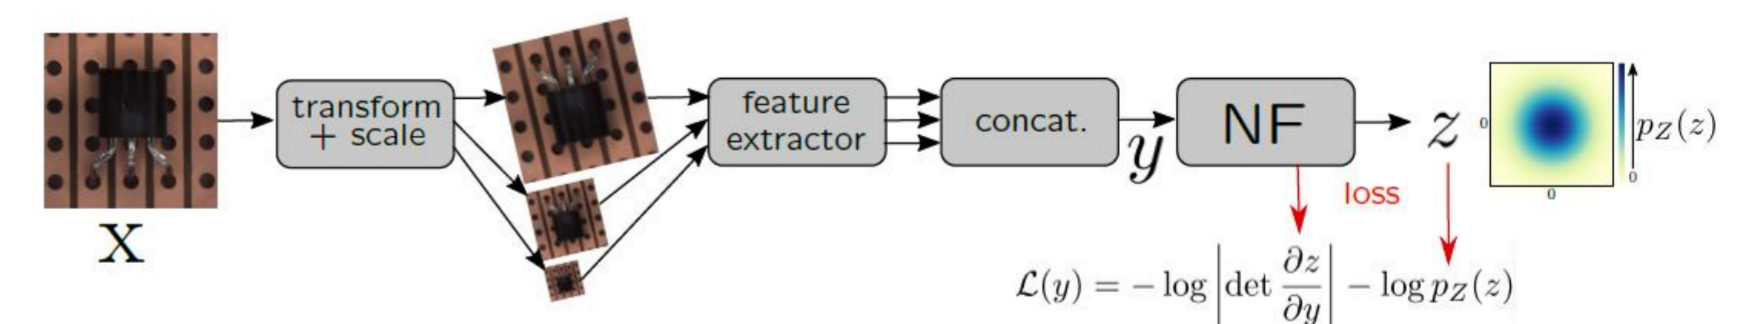 X
transform
+ scale
feature
extractor
concat.
y
NF
z
0
0
p_Z(z)
0
loss
ℒ(y) = − log |det ∂z/∂y| − log p_Z(z)